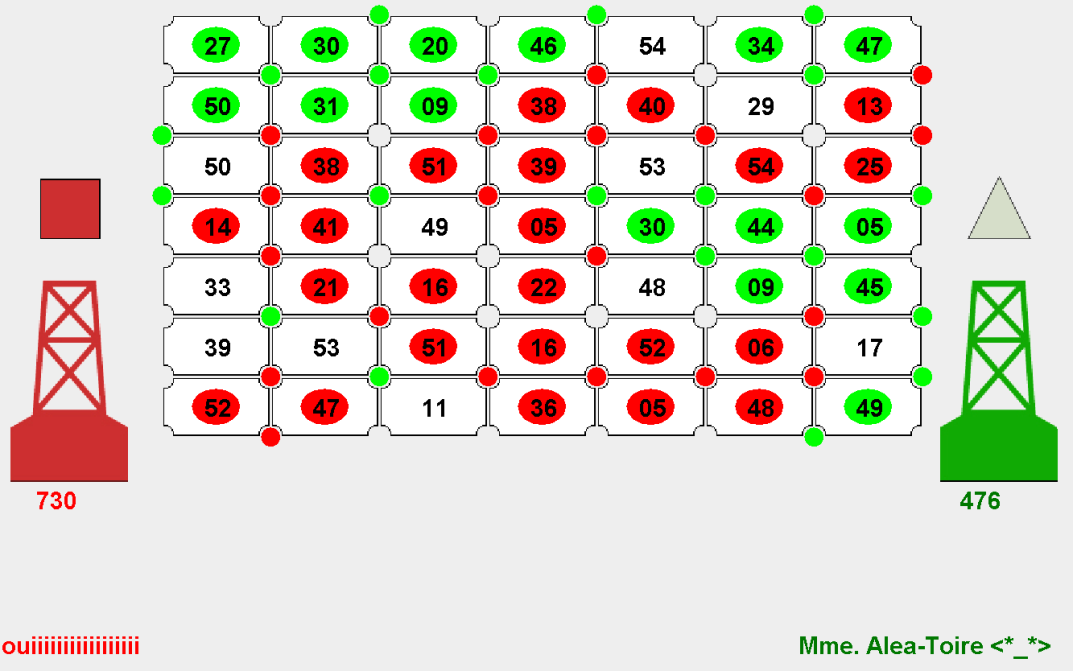 27 30 20 46 54 34 47
50 31 09 38 40 29 13
50 38 51 39 53 54 25
14 41 49 05 30 44 05
33 21 16 22 48 09 45
39 53 51 16 52 06 17
52 47 11 36 05 48 49
730
476
ouiiiiiiiiiiiiiiiii
Mme. Alea-Toire <*_*>